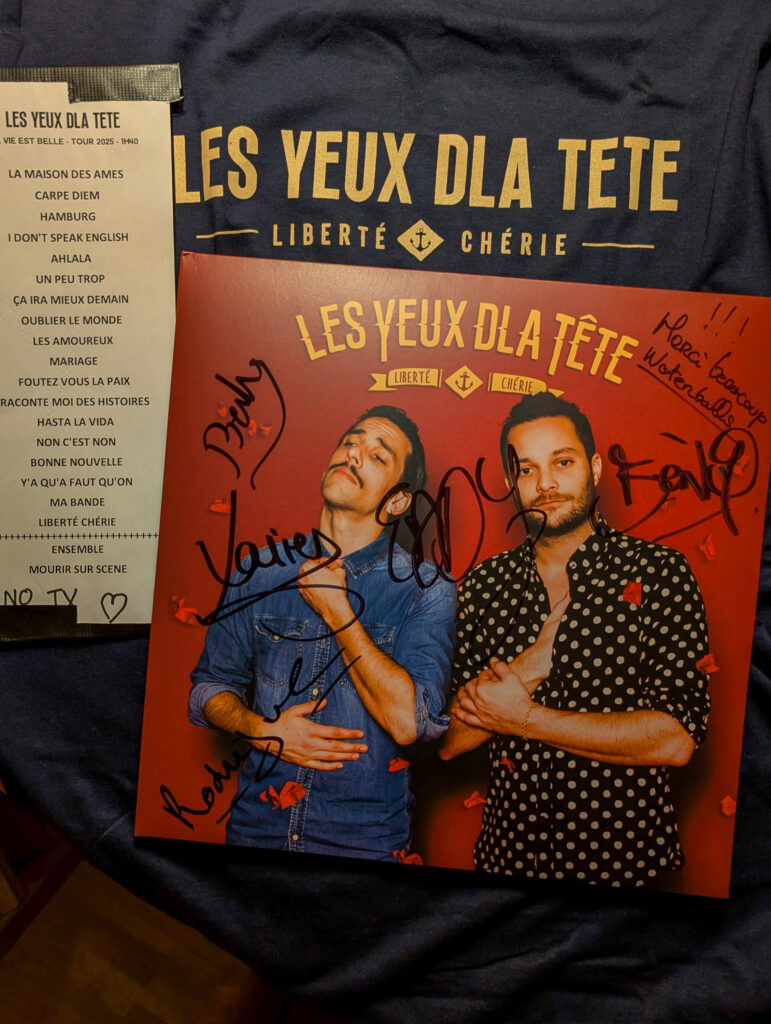 LES YEUX DLA TETE
VIE EST BELLE - TOUR 2025 - 1H40
LA MAISON DES AMES
CARPE DIEM
HAMBURG
I DON'T SPEAK ENGLISH
AHLALA
UN PEU TROP
ÇA IRA MIEUX DEMAIN
OUBLIER LE MONDE
LES AMOUREUX
MARIAGE
FOUTEZ VOUS LA PAIX
RACONTE MOI DES HISTOIRES
HASTA LA VIDA
NON C'EST NON
BONNE NOUVELLE
Y'A QU'A FAUT QU'ON
MA BANDE
LIBERTÉ CHÉRIE
ENSEMBLE
MOURIR SUR SCENE
NO TV ♡
LES YEUX DLA TETE
LIBERTÉ CHÉRIE
LES YEUX DLA TÊTE
LIBERTÉ CHÉRIE
!!!
Merci beaucoup
EDDY
Rodrigue